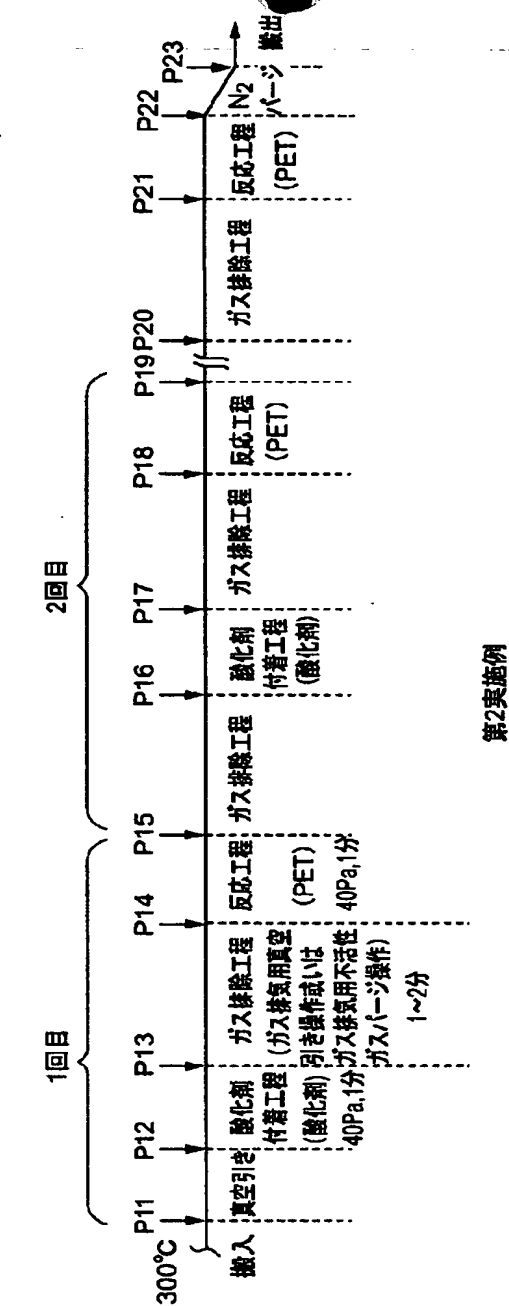 1回目
2回目
300℃
P11
P12
P13
P14
P15
P16
P17
P18
P19
P20
P21
P22
P23
搬入
真空引き
酸化剤
付着工程
(酸化剤)
40Pa,1分
ガス排除工程
(ガス排気用真空
引き操作或いは
ガス排気用不活性
ガスパージ操作)
1~2分
反応工程
(PET)
40Pa,1分
ガス排除工程
酸化剤
付着工程
(酸化剤)
ガス排除工程
反応工程
(PET)
ガス排除工程
反応工程
(PET)
N2
パージ
搬出
第2実施例